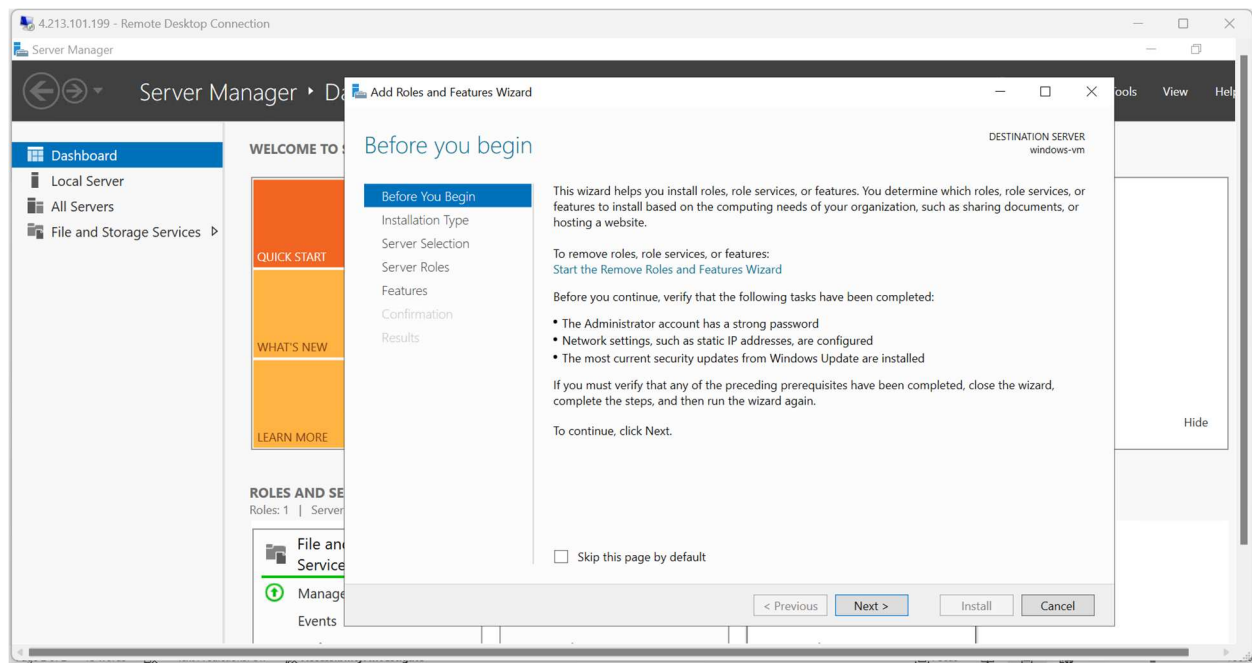 4.213.101.199 - Remote Desktop Connection
Server Manager
Server Manager
Tools View Help
Dashboard
Local Server
All Servers
File and Storage Services
WELCOME TO
QUICK START
WHAT'S NEW
LEARN MORE
Hide
ROLES AND SE
Roles: 1 | Server
File and
Service
Manage
Events
Add Roles and Features Wizard
Before you begin
DESTINATION SERVER
windows-vm
Before You Begin
Installation Type
Server Selection
Server Roles
Features
Confirmation
Results
This wizard helps you install roles, role services, or features. You determine which roles, role services, or
features to install based on the computing needs of your organization, such as sharing documents, or
hosting a website.
To remove roles, role services, or features:
Start the Remove Roles and Features Wizard
Before you continue, verify that the following tasks have been completed:
• The Administrator account has a strong password
• Network settings, such as static IP addresses, are configured
• The most current security updates from Windows Update are installed
If you must verify that any of the preceding prerequisites have been completed, close the wizard,
complete the steps, and then run the wizard again.
To continue, click Next.
Skip this page by default
< Previous Next > Install Cancel